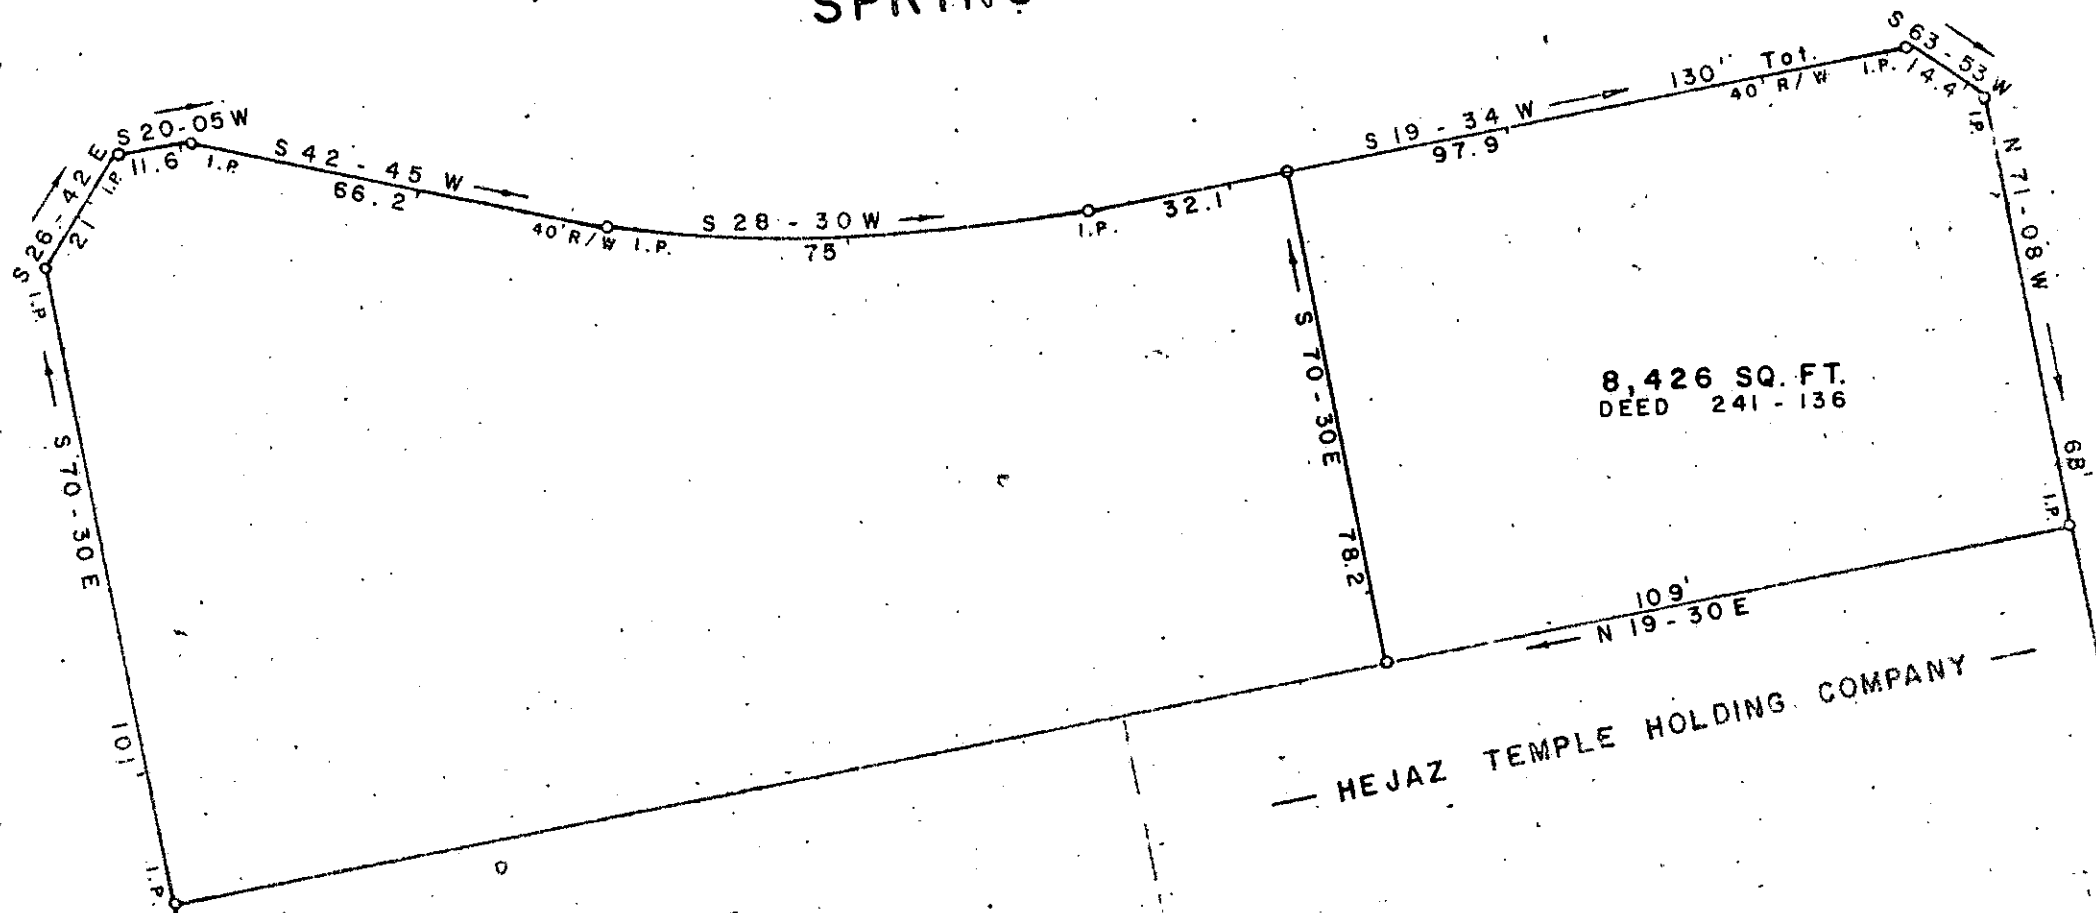 S 26-42 E
21'
I.P.
I.P.
S 20-05 W
11.6'
I.P.
S 42 - 45 W
66.2'
40' R/W I.P.
S 28 - 30 W
75'
I.P.
32.1'
S 19 - 34 W
97.9'
130' Tot.
40' R/W
I.P.
S 63-53 W
14.4'
I.P.
N 71-08 W
68'
I.P.
S 70-30 E
78.2'
8,426 SQ. FT.
DEED 241 - 136
109'
N 19-30 E
HEJAZ TEMPLE HOLDING COMPANY
S 70-30 E
101'
I.P.